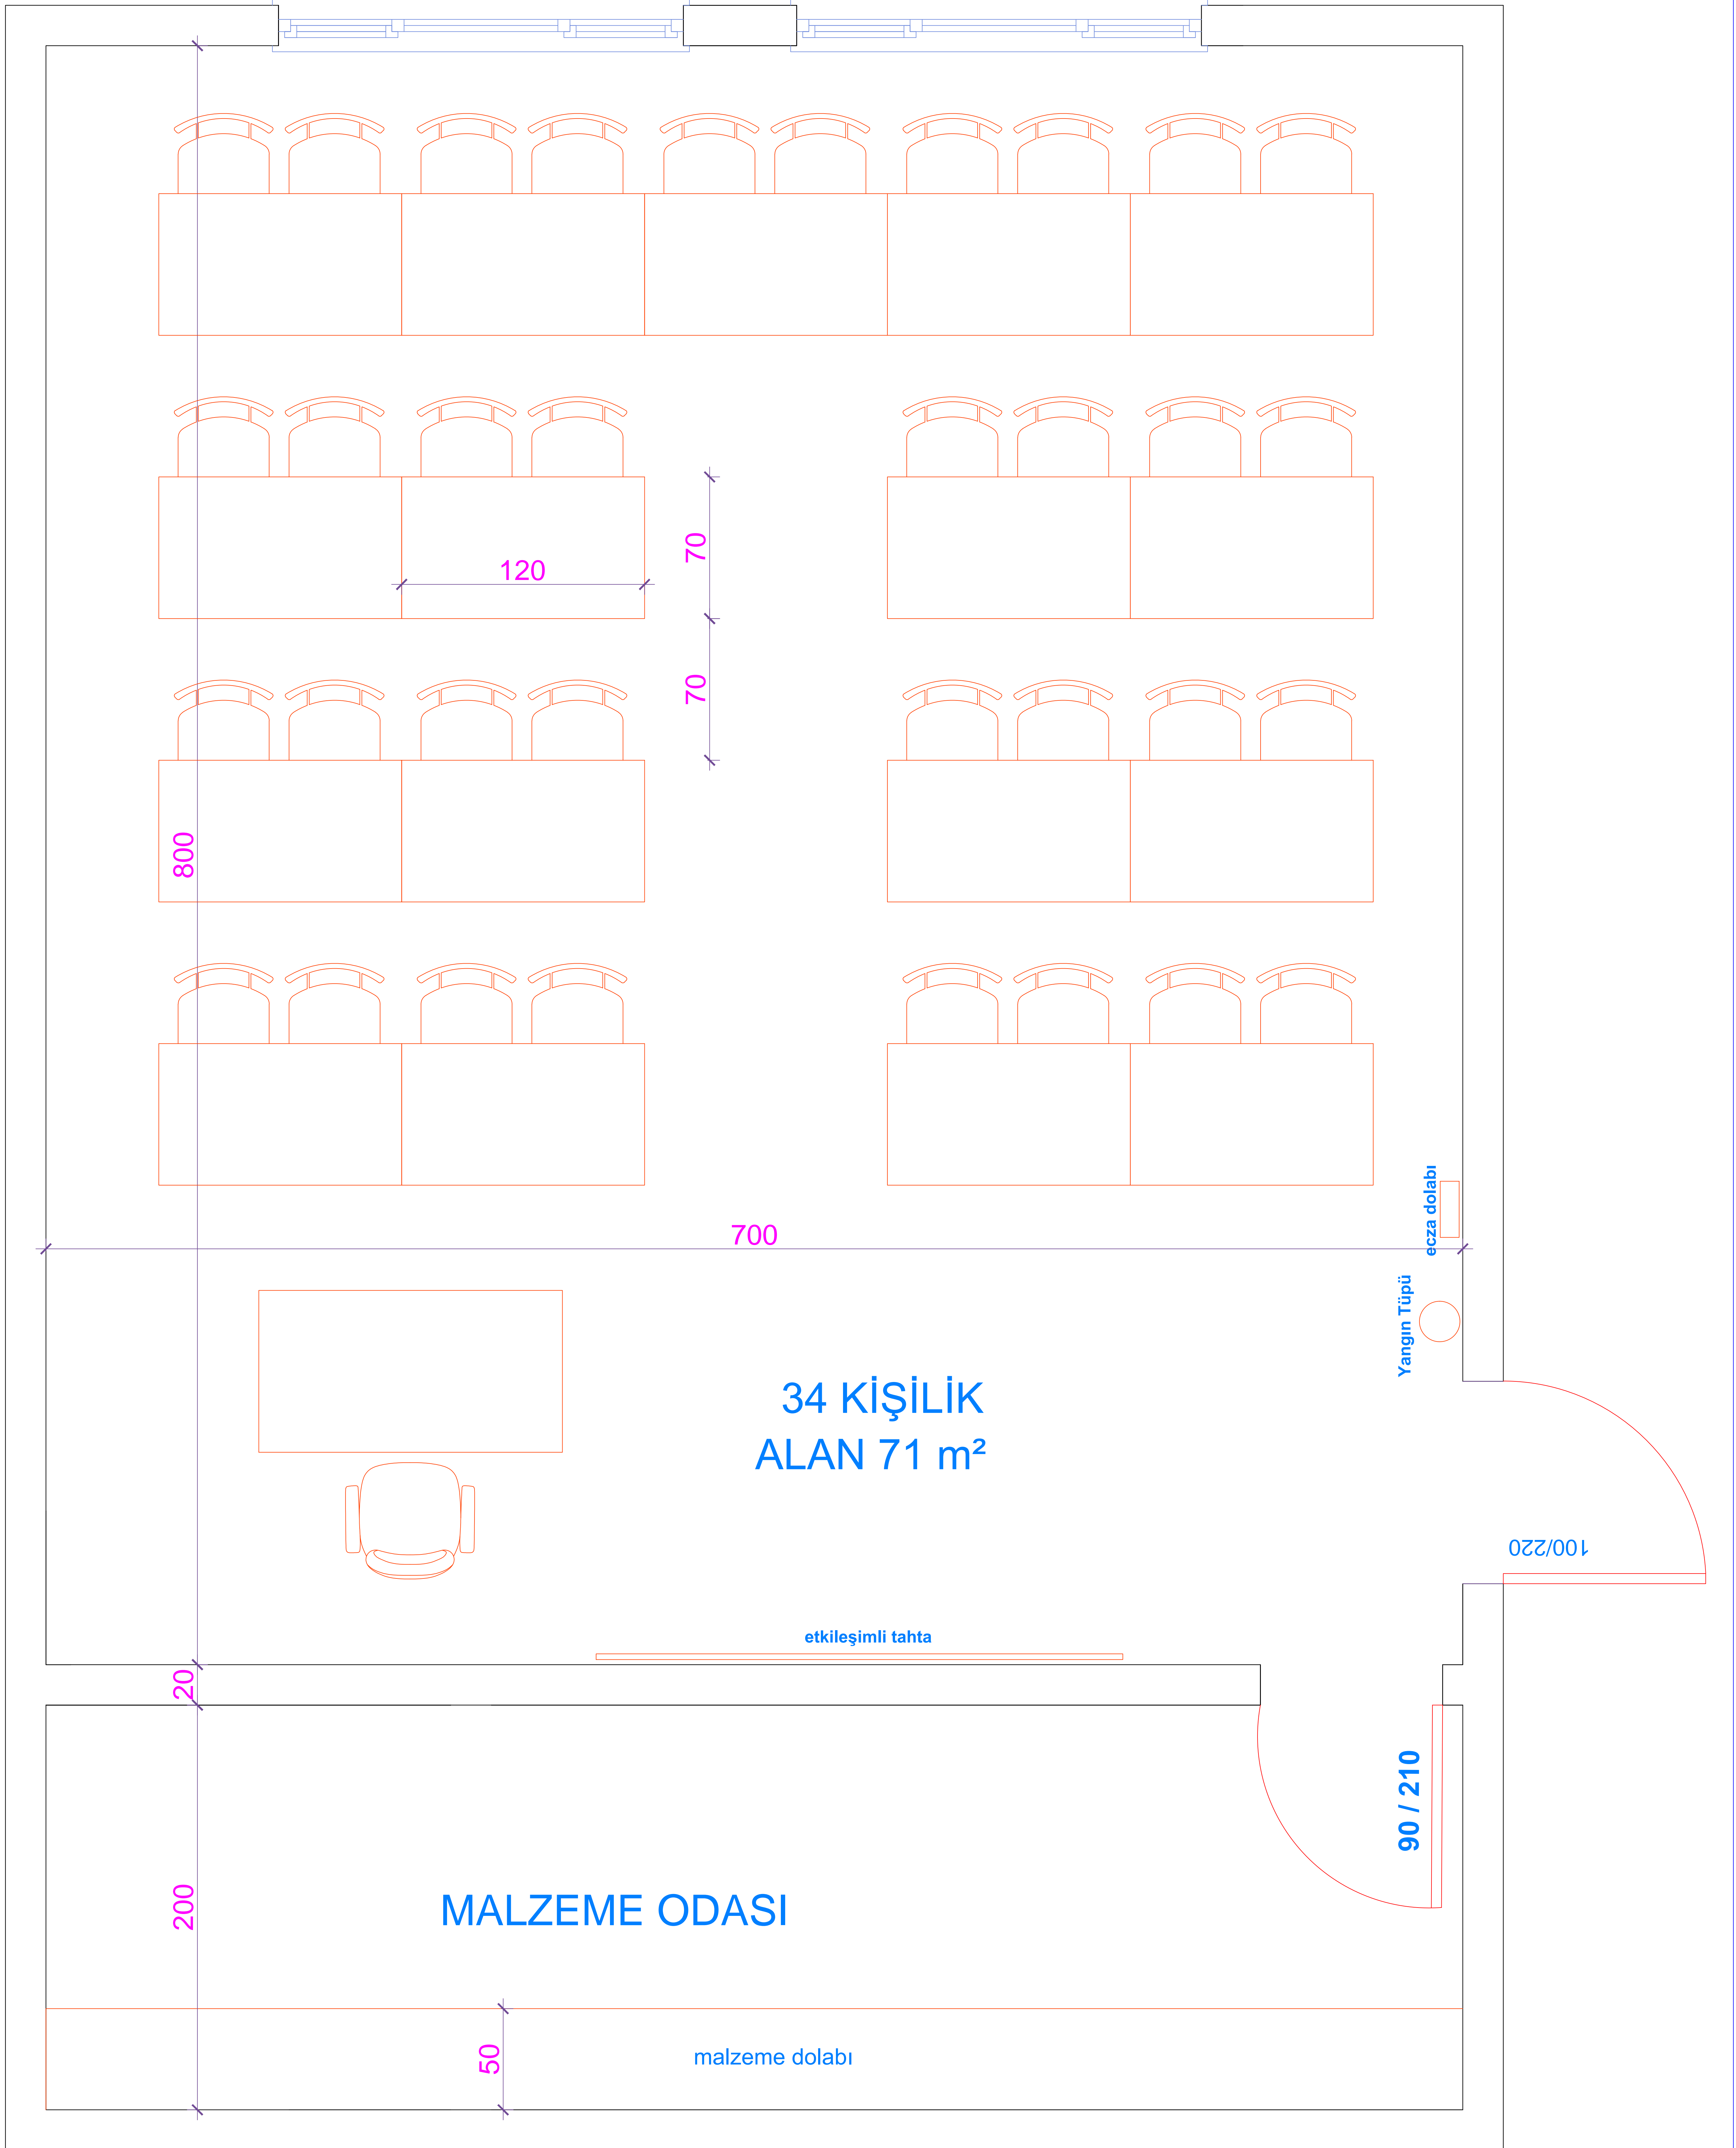 120
70
70
800
ecza dolabı
700
Yangın Tüpü
34 KİŞİLİK
ALAN 71 m²
100/220
etkileşimli tahta
20
90 / 210
200
MALZEME ODASI
50
malzeme dolabı